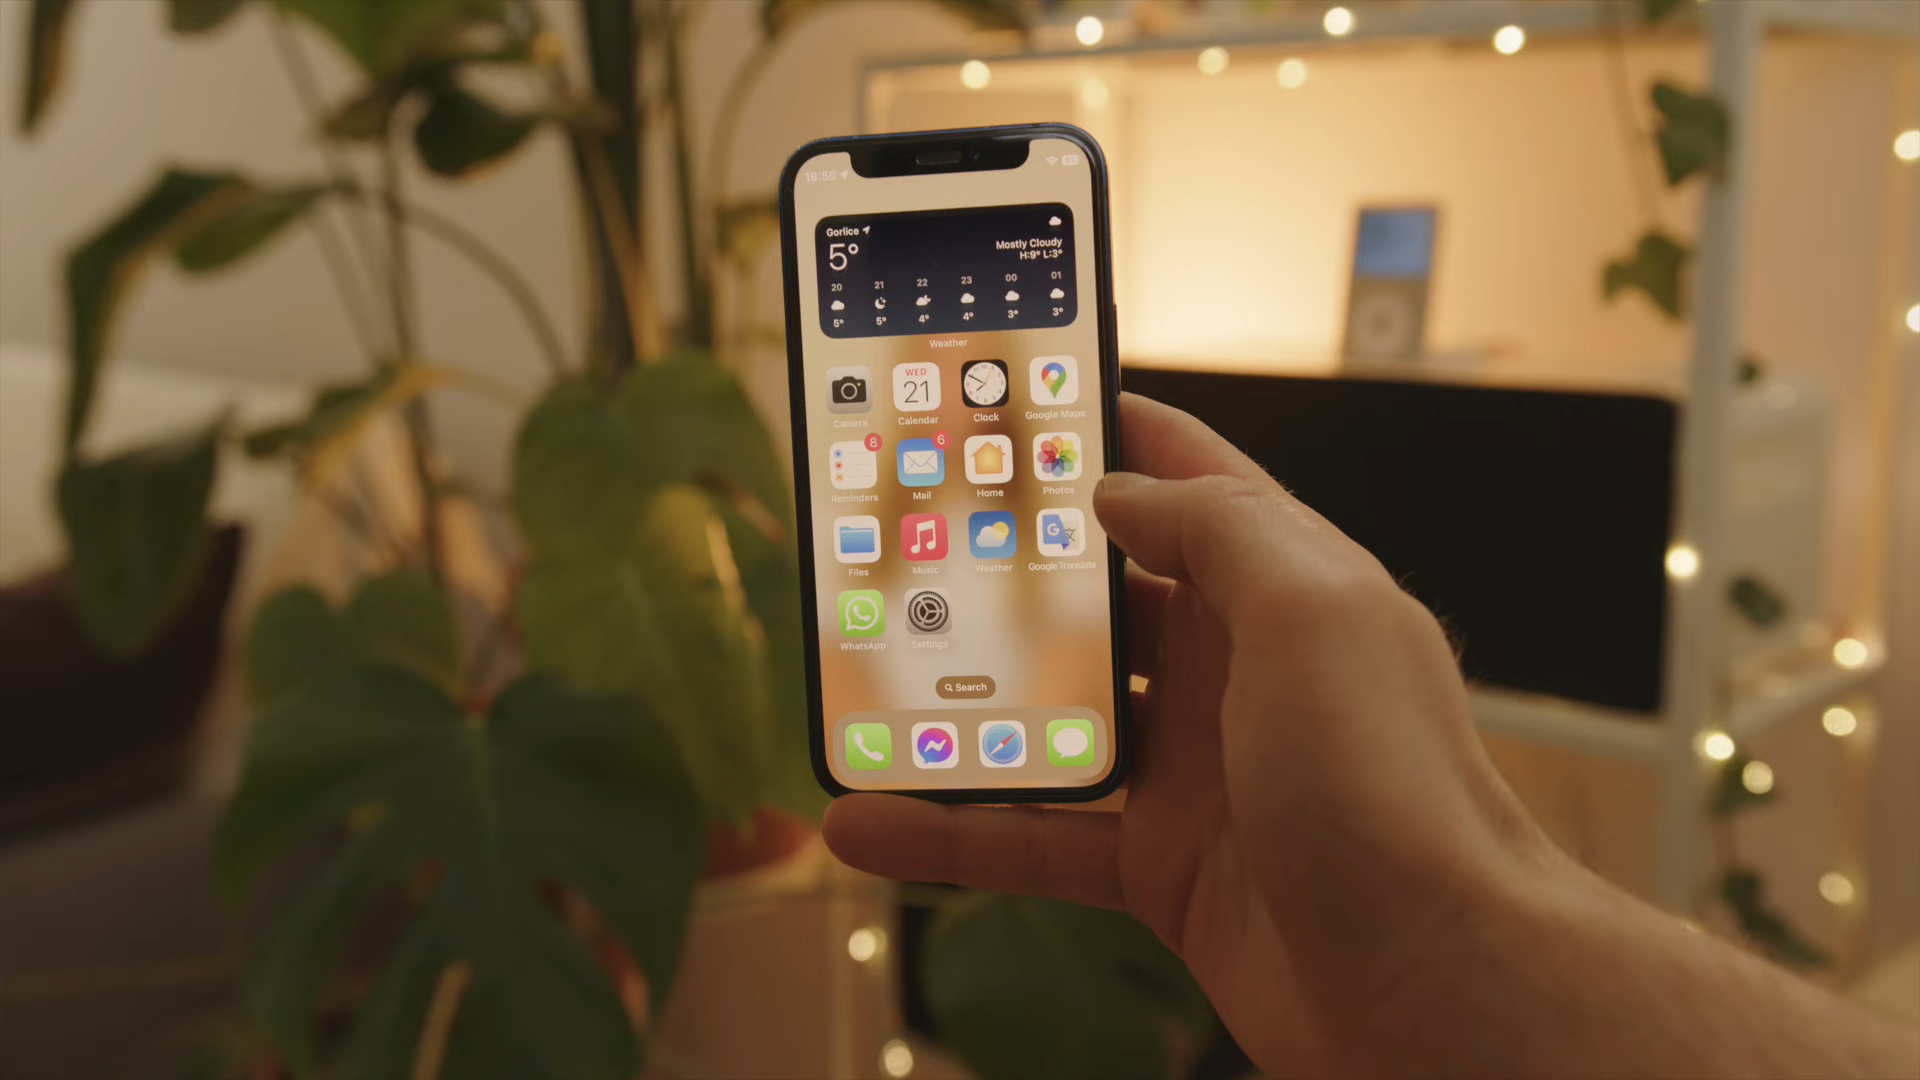 19:50
Gorlice
5°
Mostly Cloudy
H:9° L:3°
20 21 22 23 00 01
5° 5° 4° 4° 3° 3°
Weather
WED
21
Camera Calendar Clock Google Maps
8 6
Reminders Mail Home Photos
G 文
Files Music Weather Google Translate
WhatsApp Settings
Search